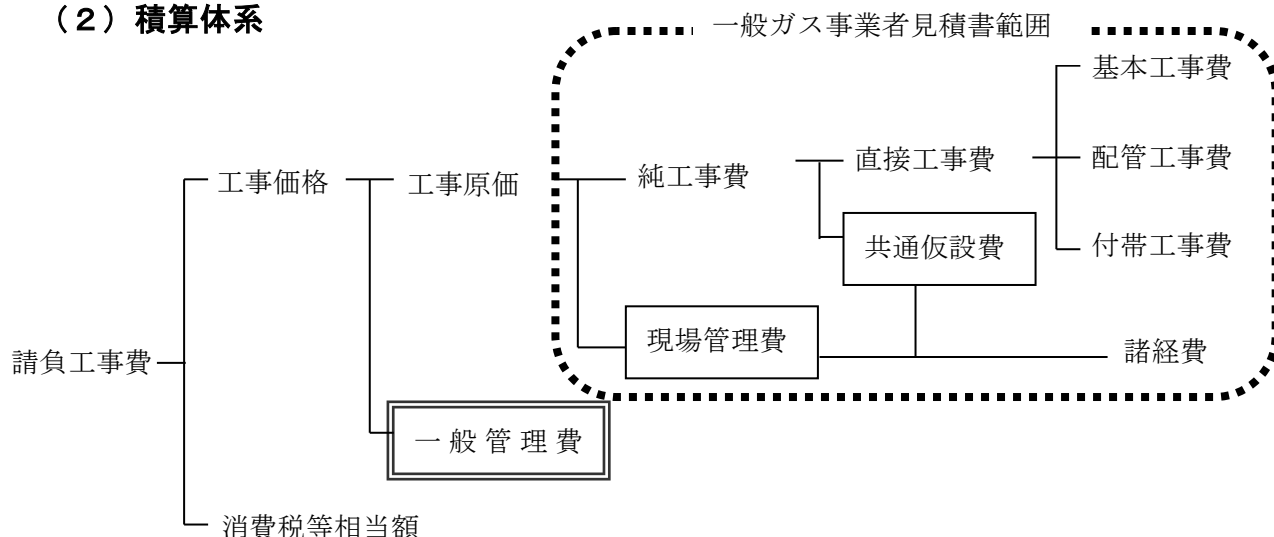 （２）積算体系
一般ガス事業者見積書範囲
基本工事費
工事価格
工事原価
純工事費
直接工事費
配管工事費
共通仮設費
付帯工事費
請負工事費
現場管理費
諸経費
一般管理費
消費税等相当額